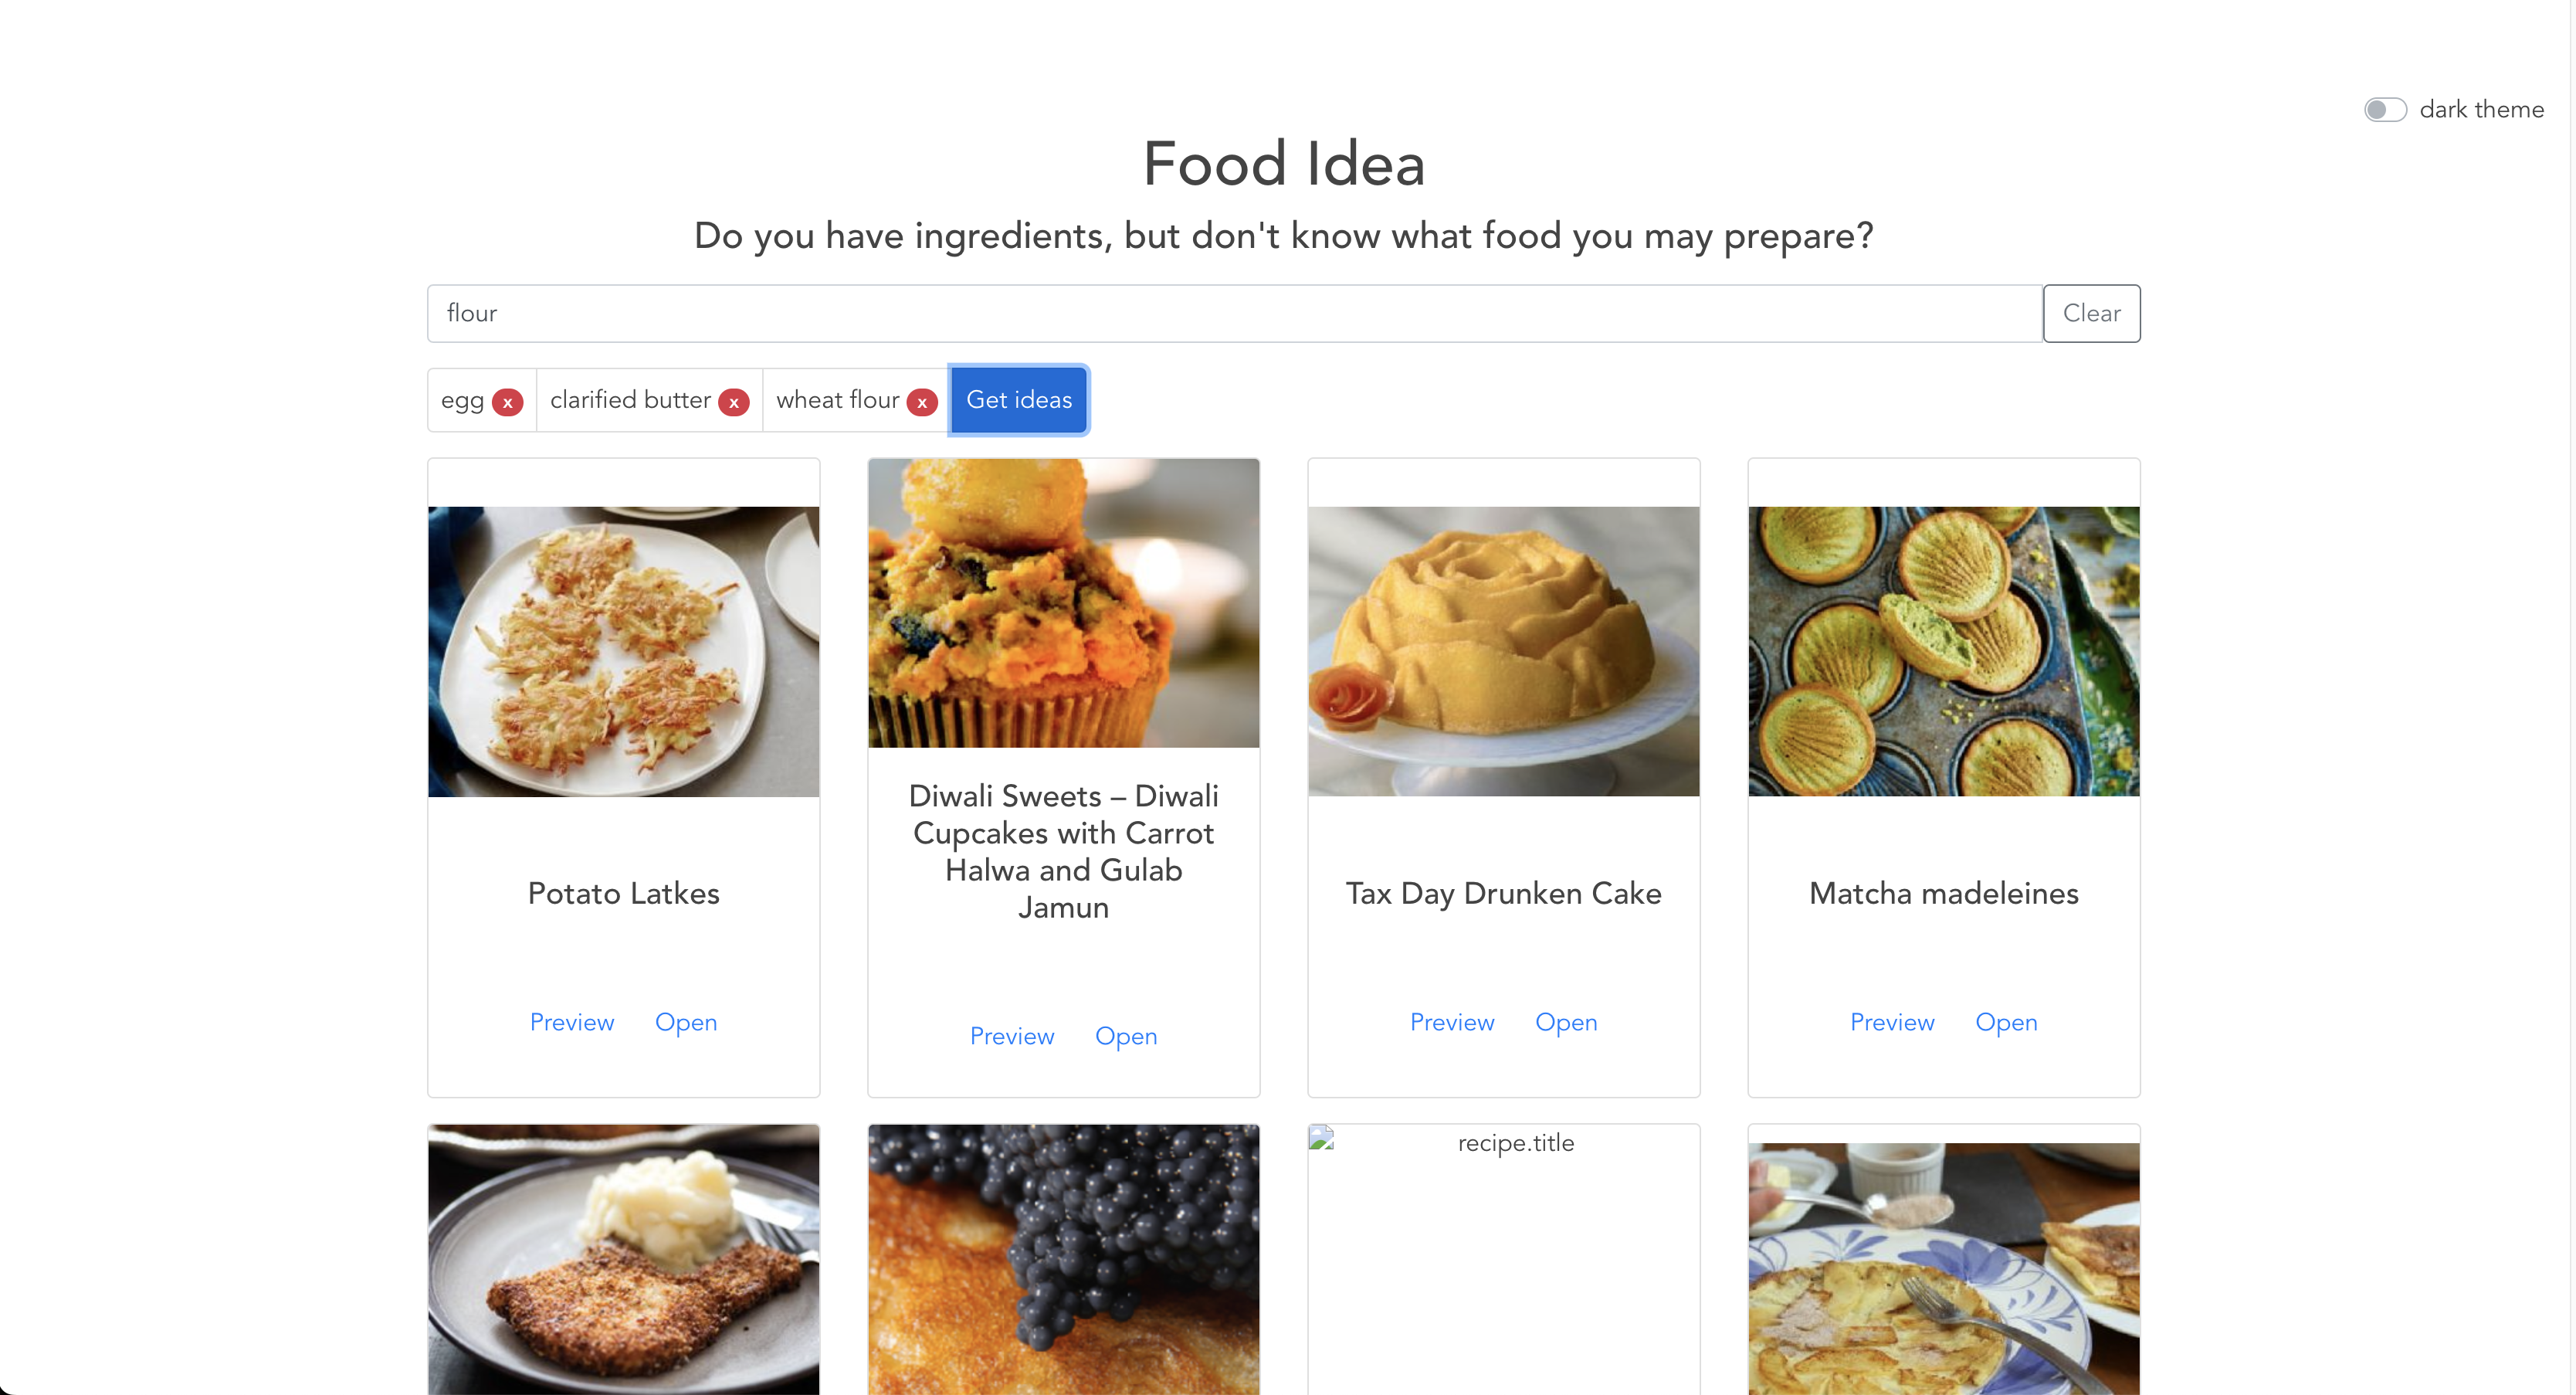 dark theme
Food Idea
Do you have ingredients, but don't know what food you may prepare?
flour
Clear
egg x
clarified butter x
wheat flour x
Get ideas
Potato Latkes
Preview Open
Diwali Sweets – Diwali
Cupcakes with Carrot
Halwa and Gulab
Jamun
Preview Open
Tax Day Drunken Cake
Preview Open
Matcha madeleines
Preview Open
recipe.title